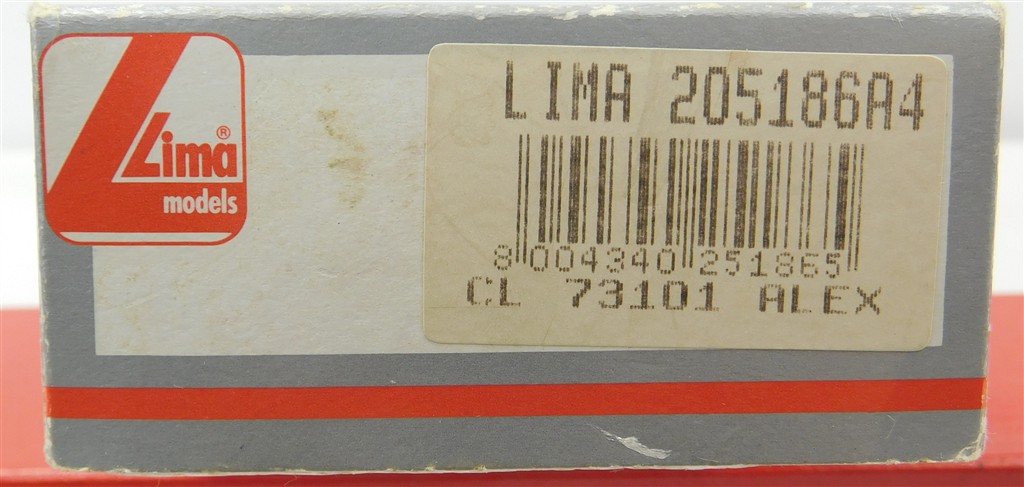 Lima®
models
LIMA 205186A4
8 004340 251865
CL 73101 ALEX